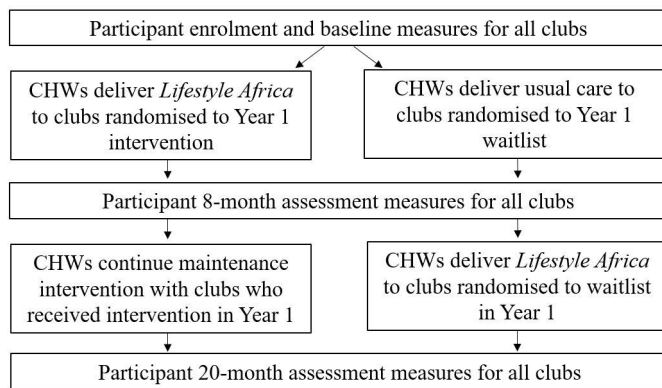 Participant enrolment and baseline measures for all clubs
CHWs deliver Lifestyle Africa
to clubs randomised to Year 1
intervention
CHWs deliver usual care to
clubs randomised to Year 1
waitlist
Participant 8-month assessment measures for all clubs
CHWs continue maintenance
intervention with clubs who
received intervention in Year 1
CHWs deliver Lifestyle Africa
to clubs randomised to waitlist
in Year 1
Participant 20-month assessment measures for all clubs